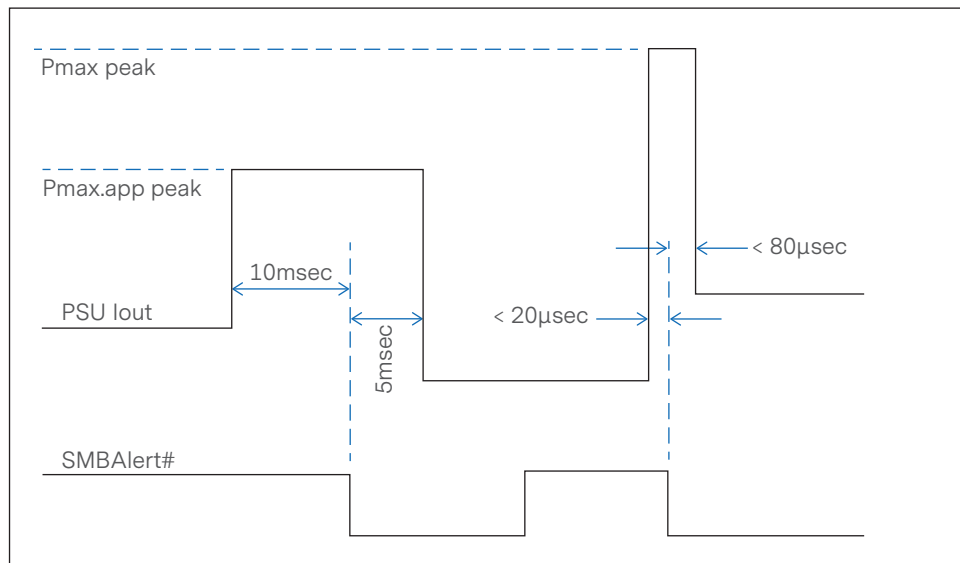 Pmax peak
Pmax.app peak
< 80µsec
10msec
PSU Iout
< 20µsec
5msec
SMBAlert#